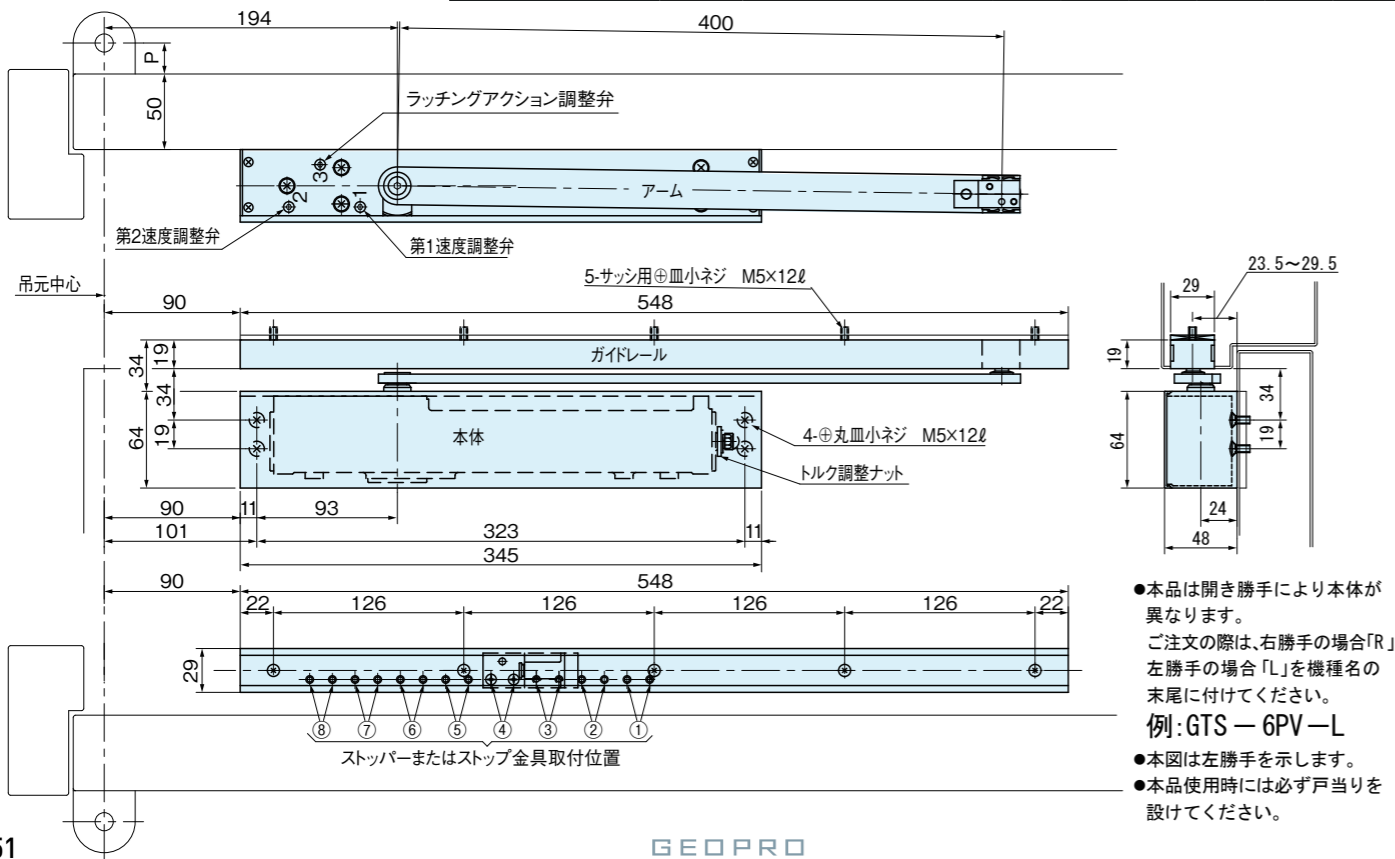 194
400
P
50
ラッチングアクション調整弁
3
2
1
アーム
第2速度調整弁
第1速度調整弁
吊元中心
5-サッシ用⊕皿小ネジ M5×12ℓ
23.5~29.5
90
548
29
34
19
ガイドレール
19
34
34
19
64
本体
4-⊕丸皿小ネジ M5×12ℓ
トルク調整ナット
64
19
90
11
93
24
101
323
11
48
345
90
548
22
126
126
126
126
22
29
⑧ ⑦ ⑥ ⑤ ④ ③ ② ①
ストッパーまたはストップ金具取付位置
●本品は開き勝手により本体が
異なります。
ご注文の際は、右勝手の場合「R」
左勝手の場合「L」を機種名の
末尾に付けてください。
例:GTS-6PV-L
●本図は左勝手を示します。
●本品使用時には必ず戸当りを
設けてください。
51
GEOPRO